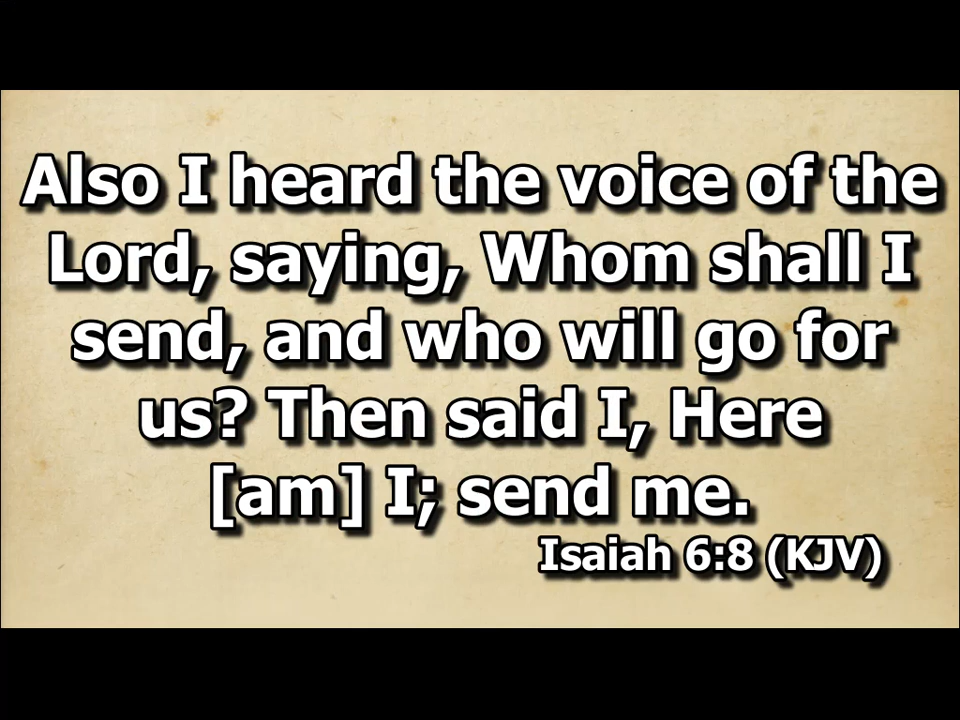 Also I heard the voice of the
Lord, saying, Whom shall I
send, and who will go for
us? Then said I, Here
[am] I; send me.
Isaiah 6:8 (KJV)